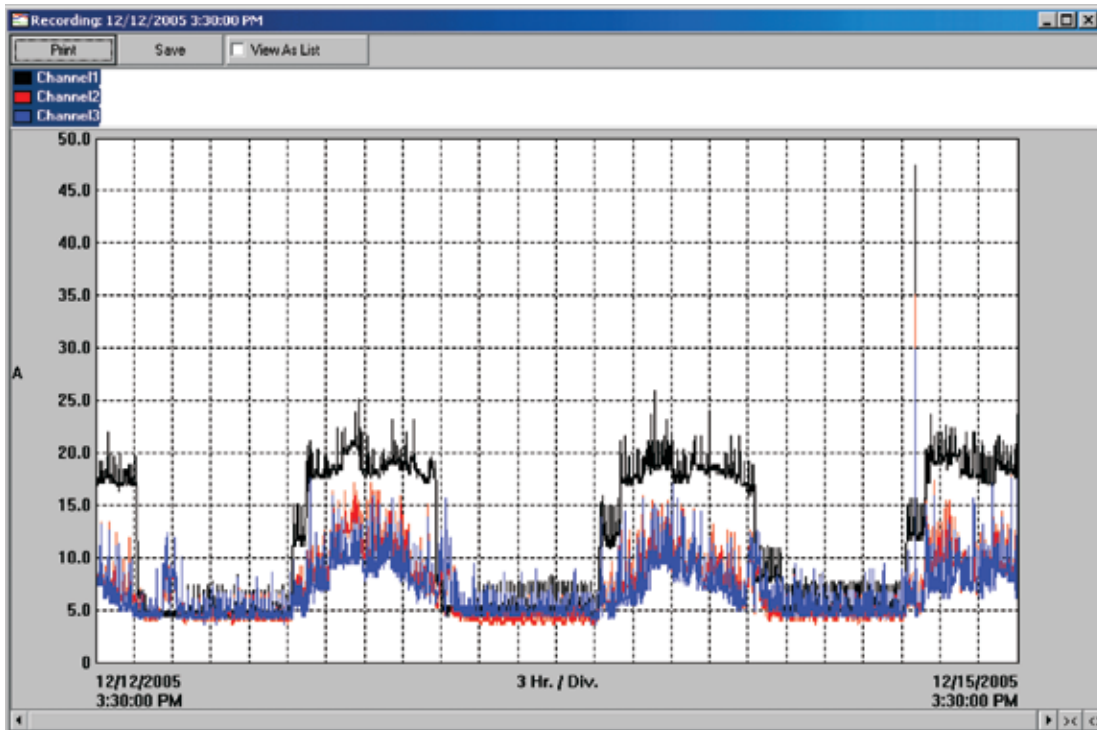 Recording: 12/12/2005 3:30:00 PM
Print Save View As List
Channel1
Channel2
Channel3
50.0
45.0
40.0
35.0
30.0
A
25.0
20.0
15.0
10.0
5.0
0
12/12/2005 3 Hr. / Div. 12/15/2005
3:30:00 PM 3:30:00 PM